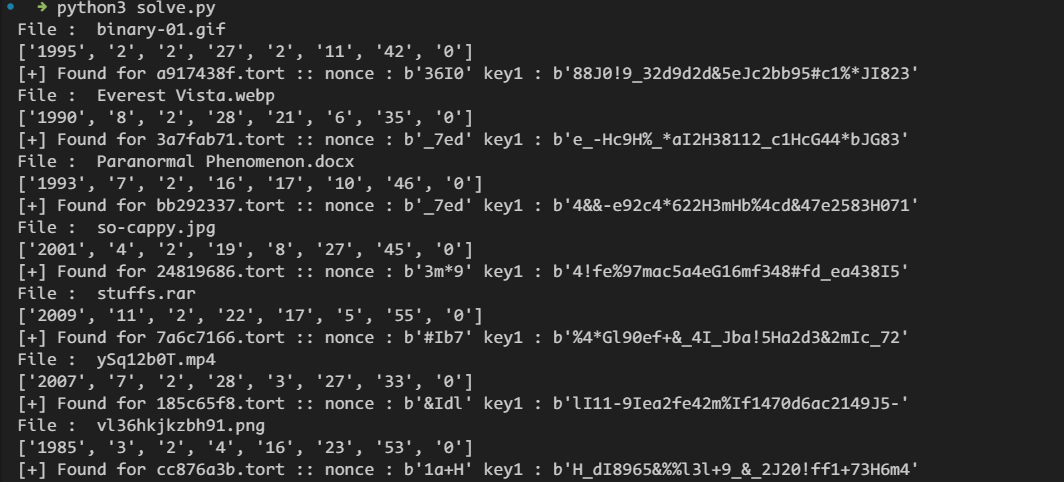 ➜ python3 solve.py
File :  binary-01.gif
['1995', '2', '2', '27', '2', '11', '42', '0']
[+] Found for a917438f.tort :: nonce : b'36I0' key1 : b'88J0!9_32d9d2d&5eJc2bb95#c1%*JI823'
File :  Everest Vista.webp
['1990', '8', '2', '28', '21', '6', '35', '0']
[+] Found for 3a7fab71.tort :: nonce : b'_7ed' key1 : b'e_-Hc9H%_*aI2H38112_c1HcG44*bJG83'
File :  Paranormal Phenomenon.docx
['1993', '7', '2', '16', '17', '10', '46', '0']
[+] Found for bb292337.tort :: nonce : b'_7ed' key1 : b'4&&-e92c4*622H3mHb%4cd&47e2583H071'
File :  so-cappy.jpg
['2001', '4', '2', '19', '8', '27', '45', '0']
[+] Found for 24819686.tort :: nonce : b'3m*9' key1 : b'4!fe%97mac5a4eG16mf348#fd_ea438I5'
File :  stuffs.rar
['2009', '11', '2', '22', '17', '5', '55', '0']
[+] Found for 7a6c7166.tort :: nonce : b'#Ib7' key1 : b'%4*Gl90ef+&_4I_Jba!5Ha2d3&2mIc_72'
File :  ySq12b0T.mp4
['2007', '7', '2', '28', '3', '27', '33', '0']
[+] Found for 185c65f8.tort :: nonce : b'&Idl' key1 : b'lI11-9Iea2fe42m%If1470d6ac2149J5-'
File :  vl36hkjkzbh91.png
['1985', '3', '2', '4', '16', '23', '53', '0']
[+] Found for cc876a3b.tort :: nonce : b'1a+H' key1 : b'H_dI8965&%%l3l+9_&_2J20!ff1+73H6m4'